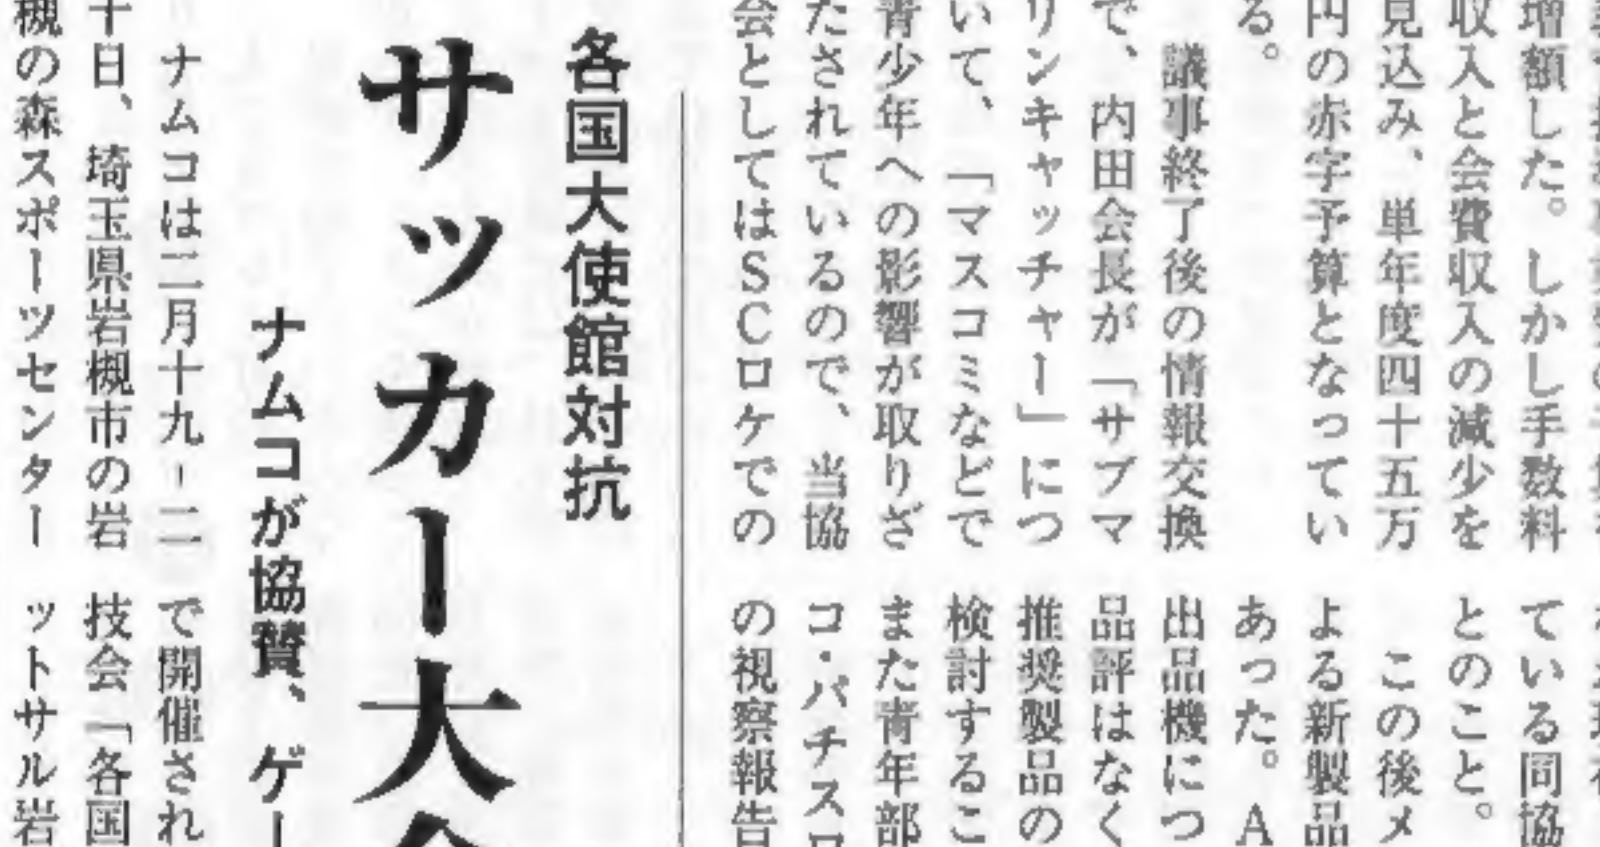 増額した。しかし手数料
収入と会費収入の減少を
見込み、単年度四十五万
円の赤字予算となってい
る。
議事終了後の情報交換
で、内田会長が「サブマ
リンキャッチャー」につ
いて、「マスコミなどで
青少年への影響が取りざ
たされているので、当協
会としてはSCロケでの
ている同協
とのこと。
この後メ
よる新製品
あった。A
出品機につ
品評はなく
推奨製品の
検討するこ
また青年部
コ・パチスロ
の視察報告
各国大使館対抗
サッカー大会
ナムコが協賛、ゲー
ナムコは二月十九-二
十日、埼玉県岩槻市の岩
槻の森スポーツセンター
で開催され
技会「各国
ットサル岩